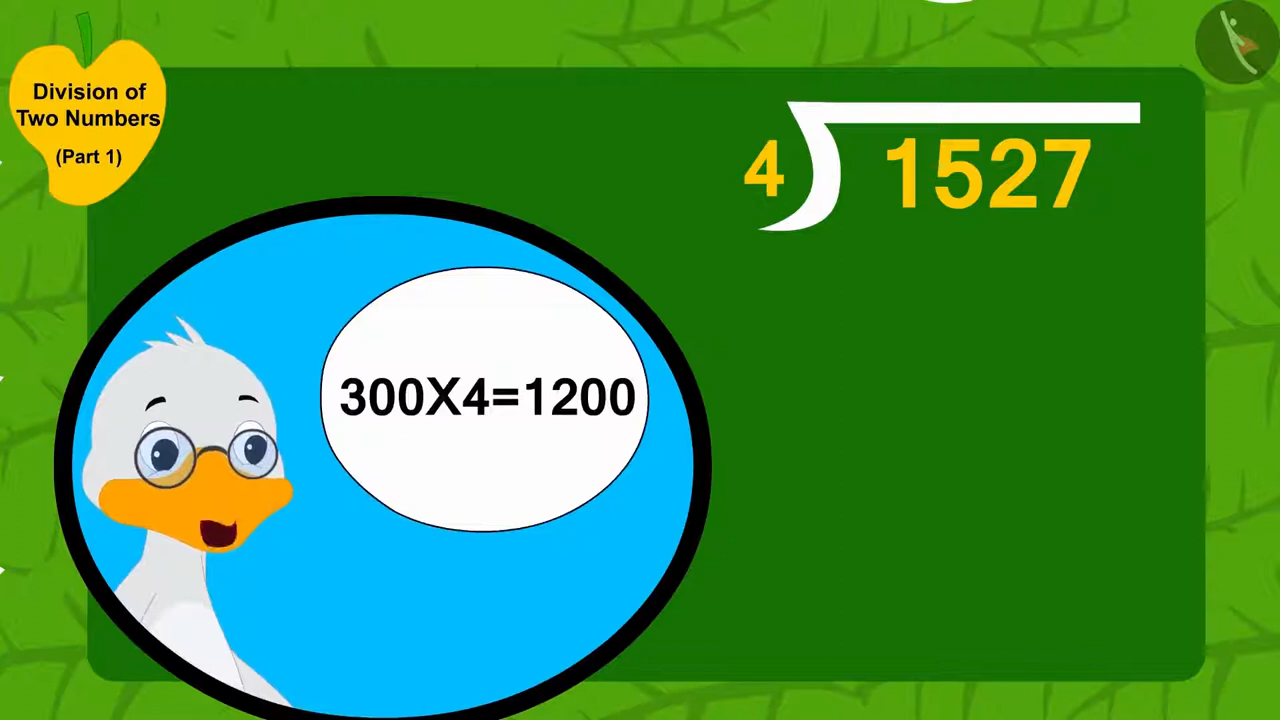 Division of
Two Numbers
(Part 1)
4 1527
300X4=1200